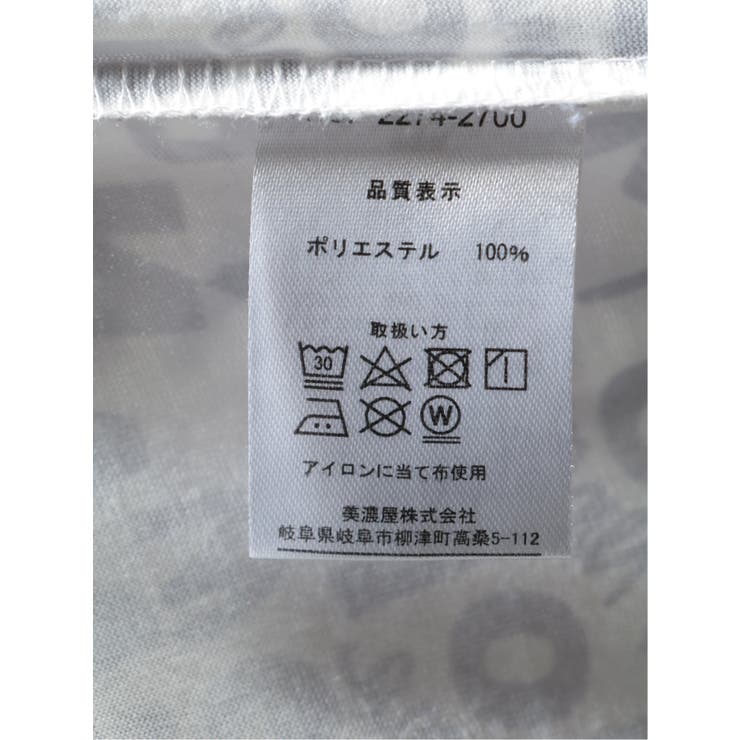 2274-2700
品質表示
ポリエステル 100%
取扱い方
30
W
アイロンに当て布使用
美濃屋株式会社
岐阜県岐阜市柳津町高桑5-112